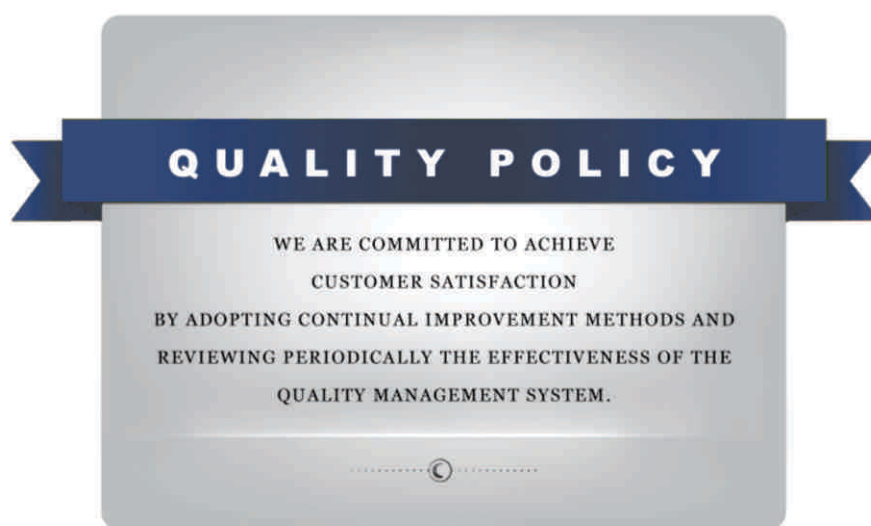 QUALITY POLICY
WE ARE COMMITTED TO ACHIEVE
CUSTOMER SATISFACTION
BY ADOPTING CONTINUAL IMPROVEMENT METHODS AND
REVIEWING PERIODICALLY THE EFFECTIVENESS OF THE
QUALITY MANAGEMENT SYSTEM.